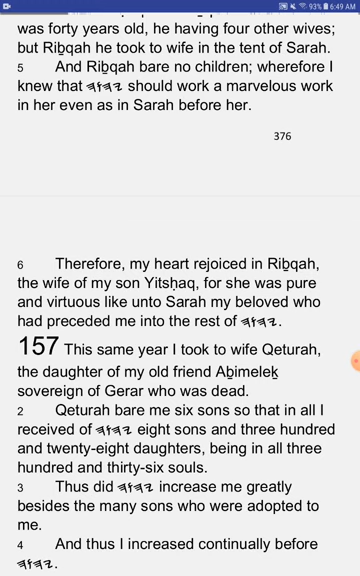 93% 6:49 AM
was forty years old, he having four other wives;
but Riḇqah he took to wife in the tent of Sarah.
5 And Riḇqah bare no children; wherefore I
knew that 𐤉𐤄𐤅𐤄 should work a marvelous work
in her even as in Sarah before her.
376
6 Therefore, my heart rejoiced in Riḇqah,
the wife of my son Yitsḥaq, for she was pure
and virtuous like unto Sarah my beloved who
had preceded me into the rest of 𐤉𐤄𐤅𐤄.
157 This same year I took to wife Qeturah,
the daughter of my old friend Aḇimeleḵ
sovereign of Gerar who was dead.
2 Qeturah bare me six sons so that in all I
received of 𐤉𐤄𐤅𐤄 eight sons and three hundred
and twenty-eight daughters, being in all three
hundred and thirty-six souls.
3 Thus did 𐤉𐤄𐤅𐤄 increase me greatly
besides the many sons who were adopted to
me.
4 And thus I increased continually before
𐤉𐤄𐤅𐤄.